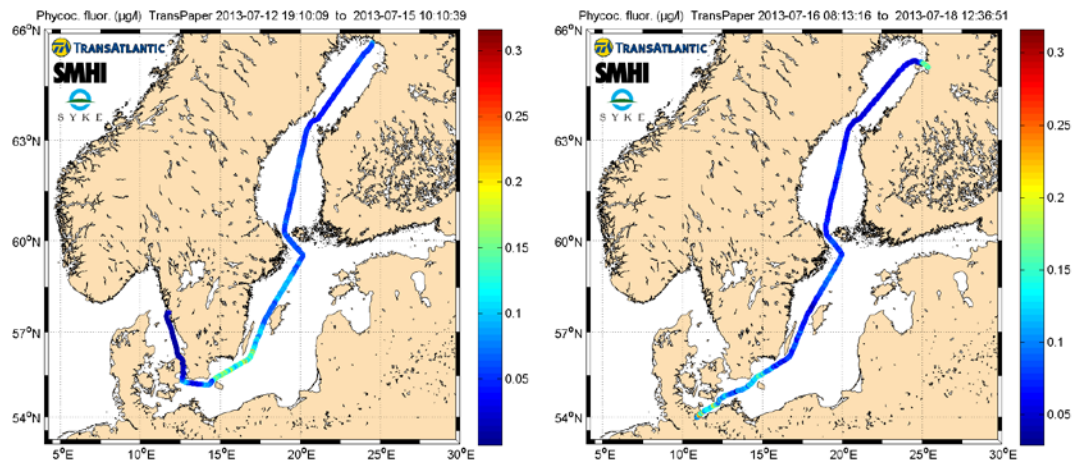 Phycoc. fluor. (µg/l) TransPaper 2013-07-12 19:10:09 to 2013-07-15 10:10:39
66°N
TRANSATLANTIC
SMHI
SYKE
63°N
60°N
57°N
54°N
5°E
10°E
15°E
20°E
25°E
30°E
0.3
0.25
0.2
0.15
0.1
0.05
Phycoc. fluor. (µg/l) TransPaper 2013-07-16 08:13:16 to 2013-07-18 12:36:51
66°N
TRANSATLANTIC
SMHI
SYKE
63°N
60°N
57°N
54°N
5°E
10°E
15°E
20°E
25°E
30°E
0.3
0.25
0.2
0.15
0.1
0.05